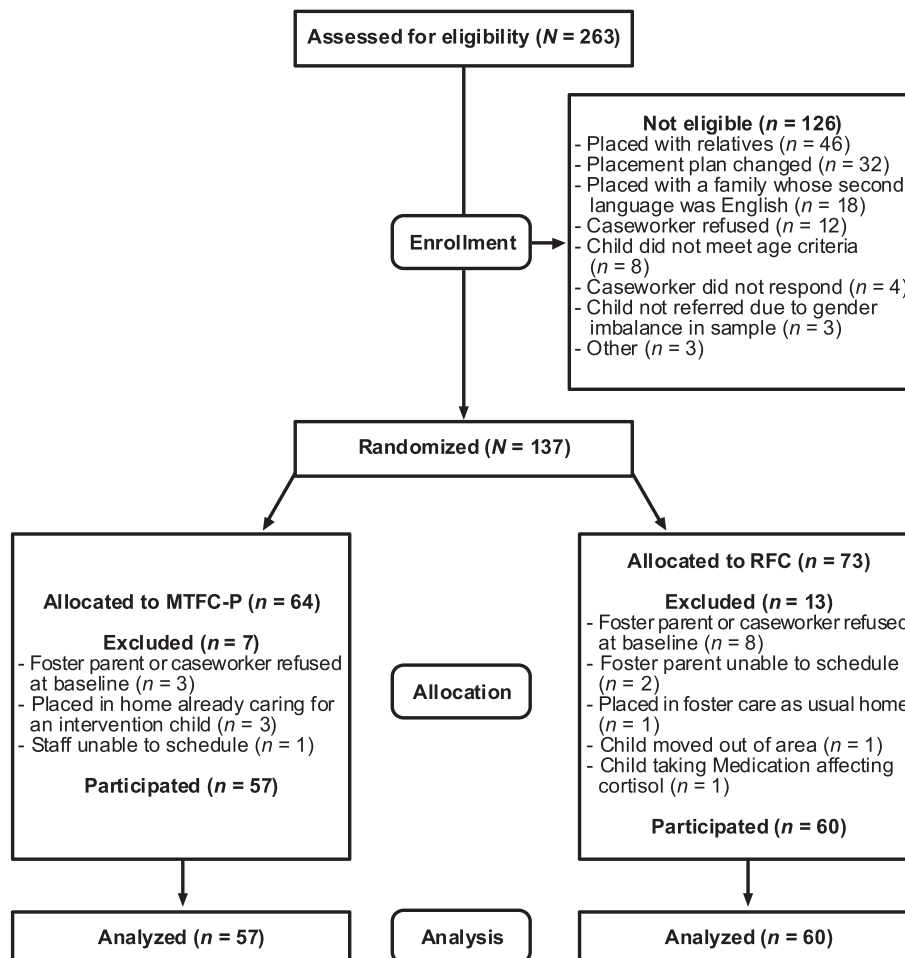 Assessed for eligibility (N = 263)
Not eligible (n = 126)
- Placed with relatives (n = 46)
- Placement plan changed (n = 32)
- Placed with a family whose second
language was English (n = 18)
- Caseworker refused (n = 12)
- Child did not meet age criteria
(n = 8)
- Caseworker did not respond (n = 4)
- Child not referred due to gender
imbalance in sample (n = 3)
- Other (n = 3)
Enrollment
Randomized (N = 137)
Allocated to MTFC-P (n = 64)
Excluded (n = 7)
- Foster parent or caseworker refused
at baseline (n = 3)
- Placed in home already caring for
an intervention child (n = 3)
- Staff unable to schedule (n = 1)
Participated (n = 57)
Allocation
Allocated to RFC (n = 73)
Excluded (n = 13)
- Foster parent or caseworker refused
at baseline (n = 8)
- Foster parent unable to schedule
(n = 2)
- Placed in foster care as usual home
(n = 1)
- Child moved out of area (n = 1)
- Child taking Medication affecting
cortisol (n = 1)
Participated (n = 60)
Analyzed (n = 57)
Analysis
Analyzed (n = 60)